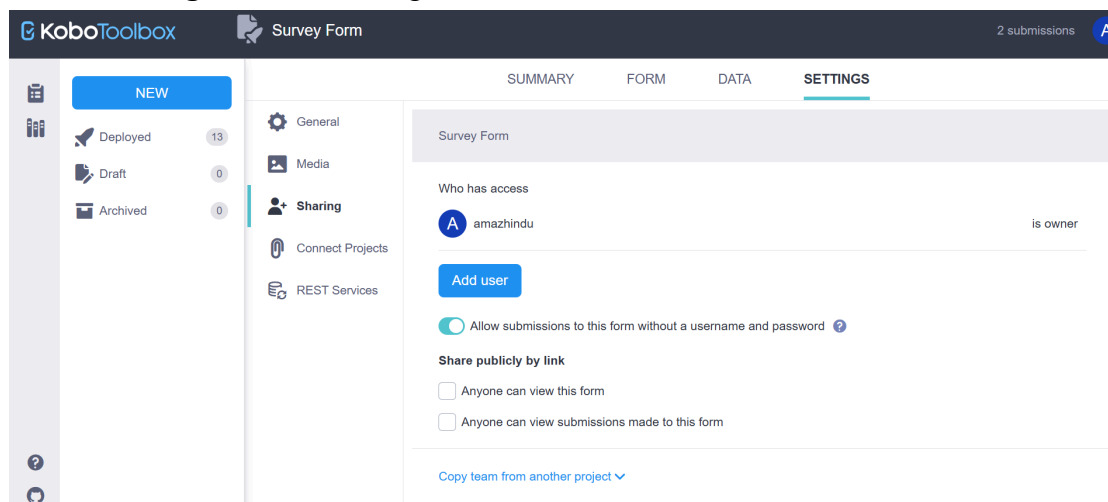 KoboToolbox
Survey Form
2 submissions
A
NEW
Deployed 13
Draft 0
Archived 0
SUMMARY FORM DATA SETTINGS
General
Media
Sharing
Connect Projects
REST Services
Survey Form
Who has access
A amazhindu is owner
Add user
Allow submissions to this form without a username and password ?
Share publicly by link
Anyone can view this form
Anyone can view submissions made to this form
Copy team from another project
?